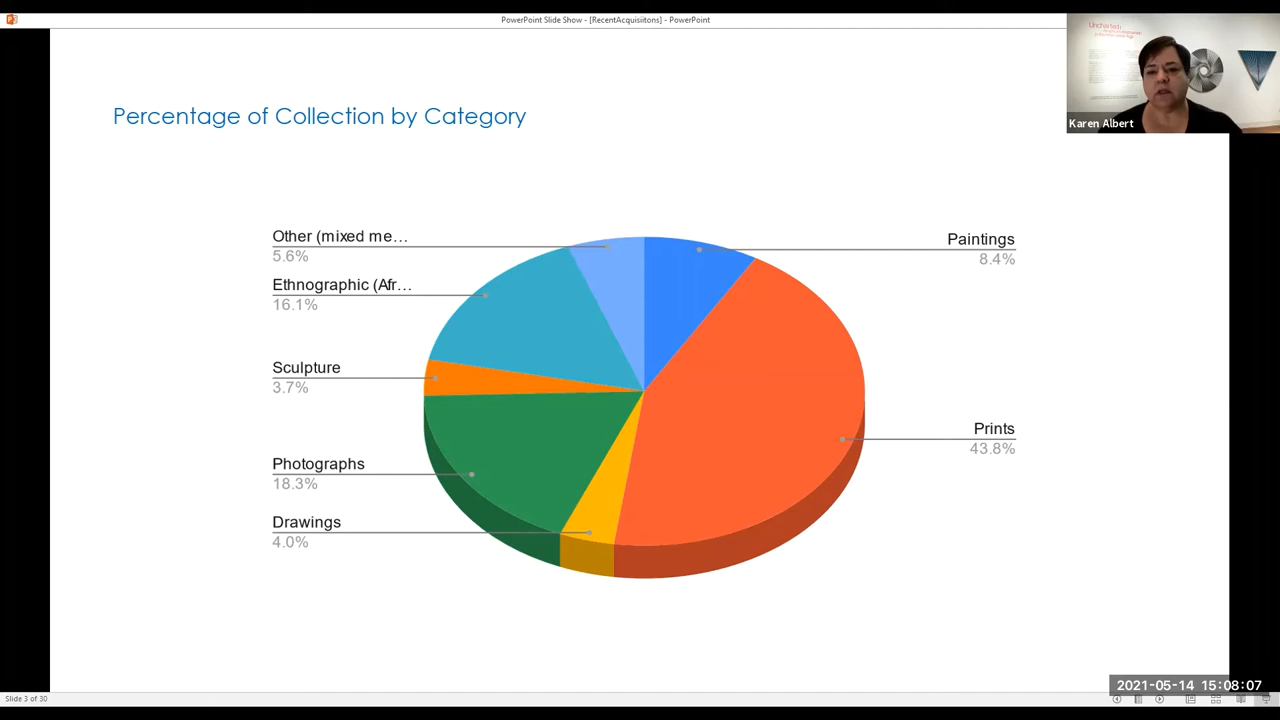 PowerPoint Slide Show - [RecentAcquisiitons] - PowerPoint
Uncharted:
Karen Albert
Percentage of Collection by Category
Other (mixed me…
5.6%
Ethnographic (Afr…
16.1%
Sculpture
3.7%
Photographs
18.3%
Drawings
4.0%
Paintings
8.4%
Prints
43.8%
2021-05-14 15:08:07
Slide 3 of 30